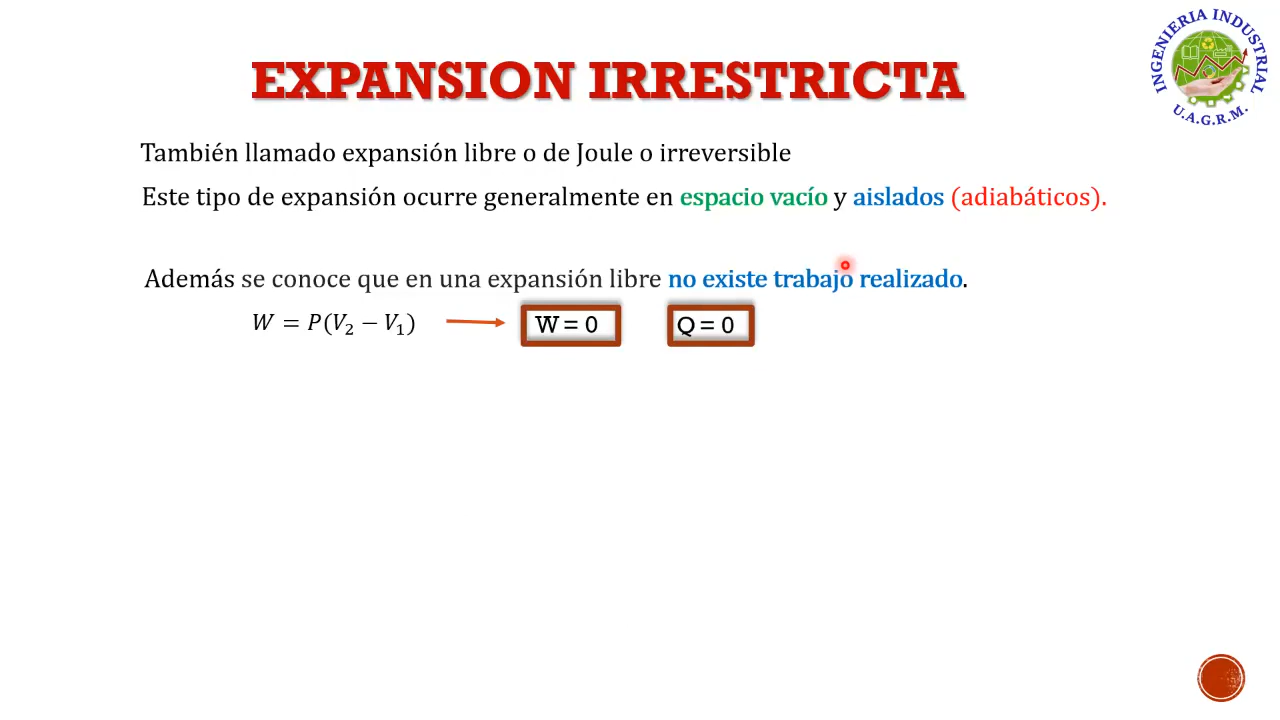 EXPANSION IRRESTRICTA
INGENIERIA INDUSTRIAL
U.A.G.R.M.
También llamado expansión libre o de Joule o irreversible
Este tipo de expansión ocurre generalmente en espacio vacío y aislados (adiabáticos).
Además se conoce que en una expansión libre no existe trabajo realizado.
W = P(V₂ − V₁)
W = 0
Q = 0